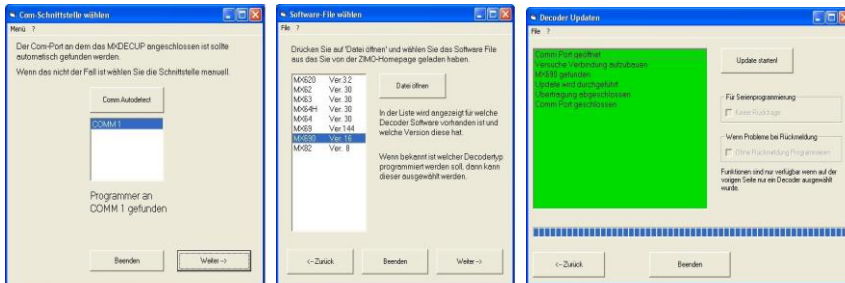 Com-Schnittstelle wählen
Menü ?
Der Com-Port an dem das MXDECUP angeschlossen ist sollte
automatisch gefunden werden.
Wenn das nicht der Fall ist wählen Sie die Schnittstelle manuell.
Comm Autodetect
COMM 1
Programmer an
COMM 1 gefunden
Beenden
Weiter -->
Software-File wählen
File ?
Drücken Sie auf 'Datei öffnen' und wählen Sie das Software File
aus das Sie von der ZIMO-Homepage geladen haben.
MX620 Ver.3.2
MX62 Ver. 30
MX63 Ver. 30
MX64H Ver. 30
MX64 Ver. 30
MX69 Ver 144
MX690 Ver. 16
MX82 Ver. 8
Datei öffnen
In der Liste wird angezeigt für welche
Decoder Software vorhanden ist und
welche Version diese hat.
Wenn bekannt ist welcher Decodertyp
programmiert werden soll, dann kann
dieser ausgewählt werden.
<-- Zurück
Beenden
Weiter -->
Decoder Updaten
File ?
Comm Port geöffnet
Versuche Verbindung aufzubauen
MX690 gefunden
Update wird durchgeführt
Übertragung abgeschlossen
Comm Port geschlossen
Update starten!
Für Serienprogrammierung
Keine Rückfrage
Wenn Probleme bei Rückmeldung
Ohne Rückmeldung Programmieren
Funktionen sind nur verfügbar wenn auf der
vorigen Seite nur ein Decoder ausgewählt
wurde.
<-- Zurück
Beenden